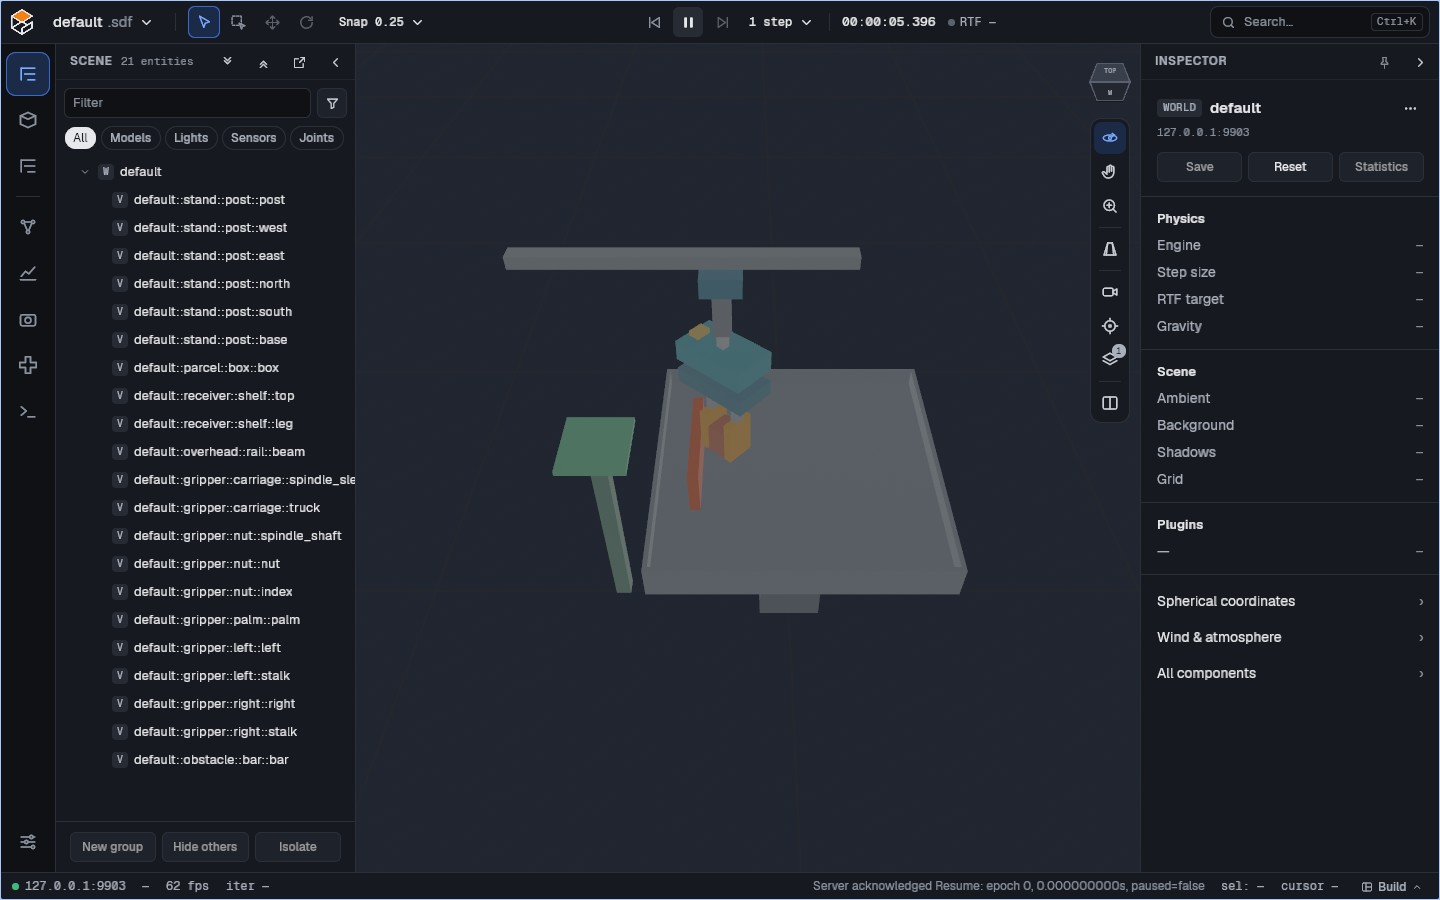 default .sdf
Snap 0.25
1 step
00:00:05.396
RTF –
Search...
Ctrl+K
SCENE 21 entities
Filter
All
Models
Lights
Sensors
Joints
W default
V default::stand::post::post
V default::stand::post::west
V default::stand::post::east
V default::stand::post::north
V default::stand::post::south
V default::stand::post::base
V default::parcel::box::box
V default::receiver::shelf::top
V default::receiver::shelf::leg
V default::overhead::rail::beam
V default::gripper::carriage::spindle_sle
V default::gripper::carriage::truck
V default::gripper::nut::spindle_shaft
V default::gripper::nut::nut
V default::gripper::nut::index
V default::gripper::palm::palm
V default::gripper::left::left
V default::gripper::left::stalk
V default::gripper::right::right
V default::gripper::right::stalk
V default::obstacle::bar::bar
New group
Hide others
Isolate
TOP
W
1
INSPECTOR
WORLD default
127.0.0.1:9903
Save
Reset
Statistics
Physics
Engine –
Step size –
RTF target –
Gravity –
Scene
Ambient –
Background –
Shadows –
Grid –
Plugins
— –
Spherical coordinates
Wind & atmosphere
All components
127.0.0.1:9903 – 62 fps iter –
Server acknowledged Resume: epoch 0, 0.000000000s, paused=false
sel: –
cursor –
Build